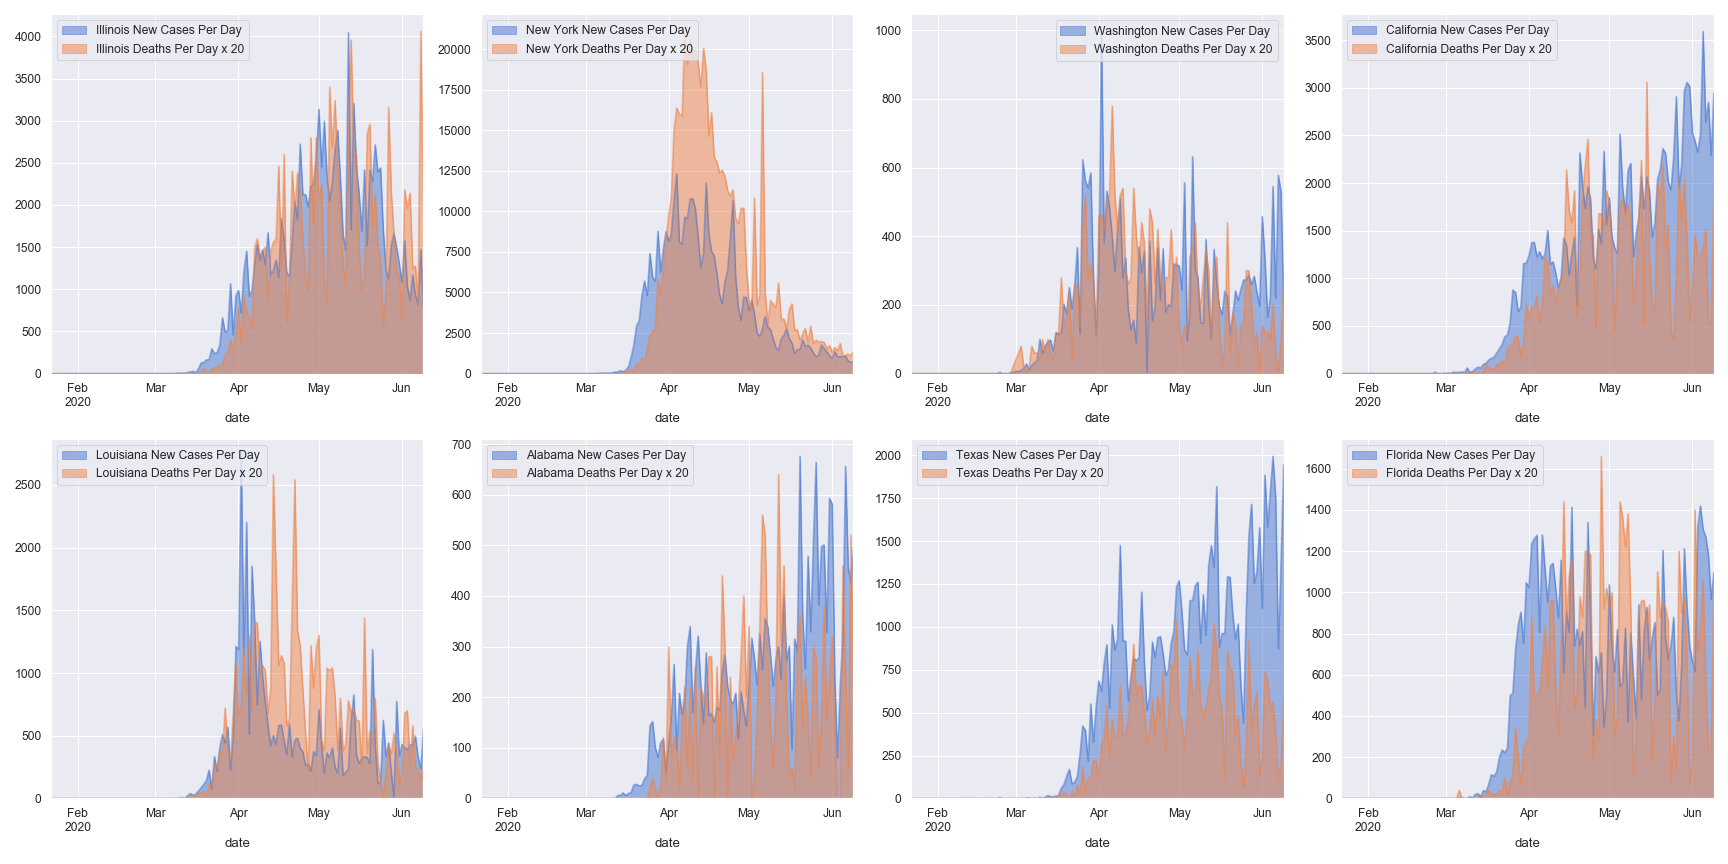 Illinois New Cases Per Day
Illinois Deaths Per Day x 20
4000
3500
3000
2500
2000
1500
1000
500
0
Feb
2020
Mar
Apr
May
Jun
date
New York New Cases Per Day
New York Deaths Per Day x 20
20000
17500
15000
12500
10000
7500
5000
2500
0
Feb
2020
Mar
Apr
May
Jun
date
Washington New Cases Per Day
Washington Deaths Per Day x 20
1000
800
600
400
200
0
Feb
2020
Mar
Apr
May
Jun
date
California New Cases Per Day
California Deaths Per Day x 20
3500
3000
2500
2000
1500
1000
500
0
Feb
2020
Mar
Apr
May
Jun
date
Louisiana New Cases Per Day
Louisiana Deaths Per Day x 20
2500
2000
1500
1000
500
0
Feb
2020
Mar
Apr
May
Jun
date
Alabama New Cases Per Day
Alabama Deaths Per Day x 20
700
600
500
400
300
200
100
0
Feb
2020
Mar
Apr
May
Jun
date
Texas New Cases Per Day
Texas Deaths Per Day x 20
2000
1750
1500
1250
1000
750
500
250
0
Feb
2020
Mar
Apr
May
Jun
date
Florida New Cases Per Day
Florida Deaths Per Day x 20
1600
1400
1200
1000
800
600
400
200
0
Feb
2020
Mar
Apr
May
Jun
date